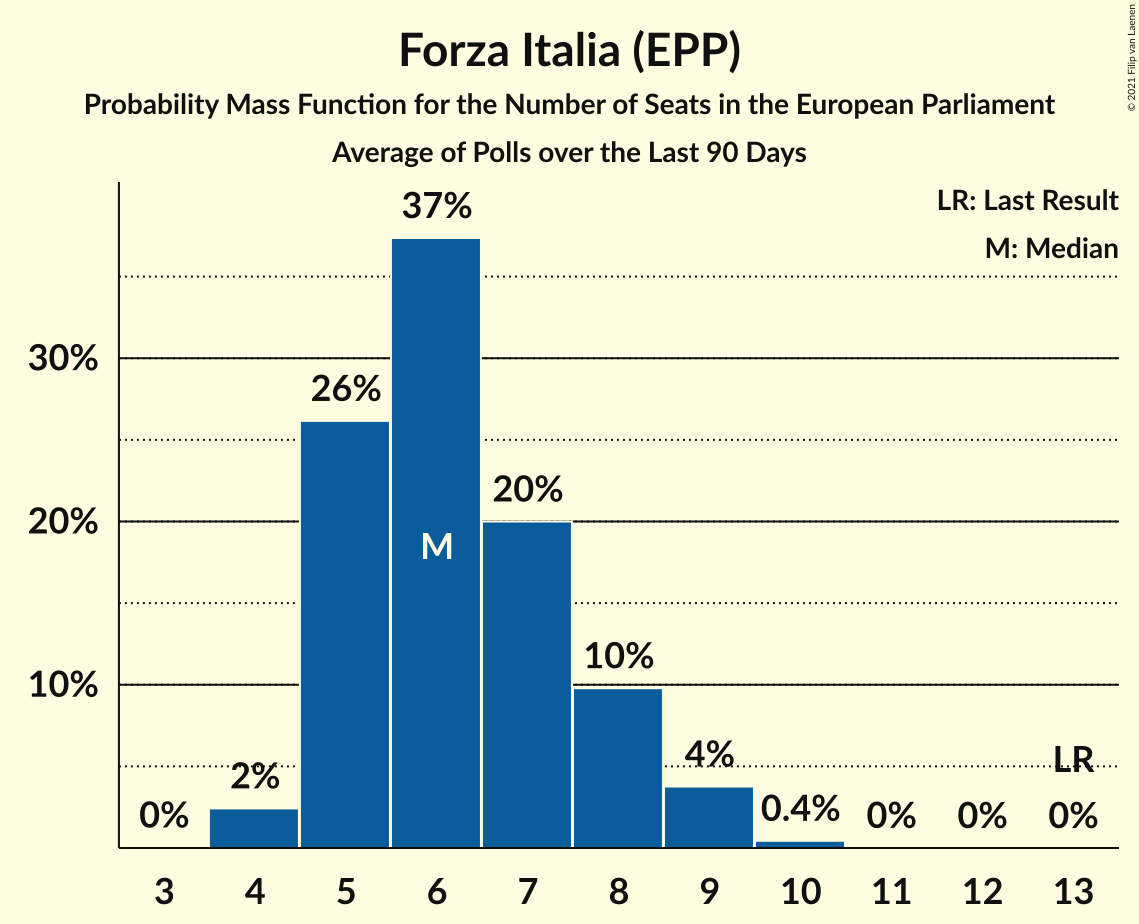 Forza Italia (EPP)
Probability Mass Function for the Number of Seats in the European Parliament
Average of Polls over the Last 90 Days
© 2021 Filip van Laenen
LR: Last Result
M: Median
37%
30%
26%
20%
20%
M
10%
10%
4%
LR
2%
0%
0.4%
0%
0%
0%
3 4 5 6 7 8 9 10 11 12 13